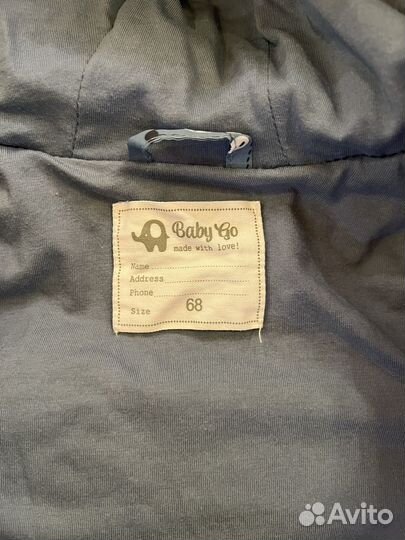 Baby Go
made with love!
Name
Address
Phone
Size 68
Avito